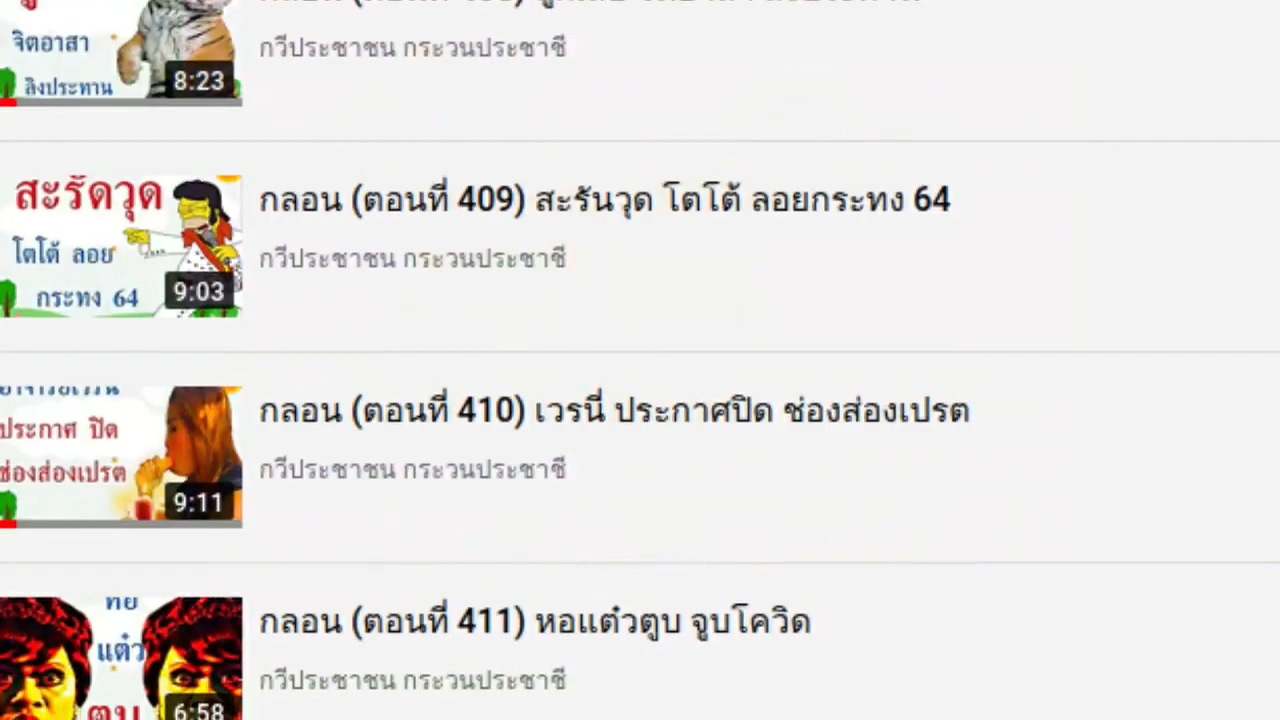 จิตอาสา
ลิงประทาน
8:23
กวีประชาชน กระวนประชาชี
สะรัดวุด
โตโต้ ลอย
กระทง 64
9:03
กลอน (ตอนที่ 409) สะรันวุด โตโต้ ลอยกระทง 64
กวีประชาชน กระวนประชาชี
ประกาศ ปิด
ช่องส่องเปรต
9:11
กลอน (ตอนที่ 410) เวรนี่ ประกาศปิด ช่องส่องเปรต
กวีประชาชน กระวนประชาชี
แต๋ว
ตูบ
6:58
กลอน (ตอนที่ 411) หอแต๋วตูบ จูบโควิด
กวีประชาชน กระวนประชาชี